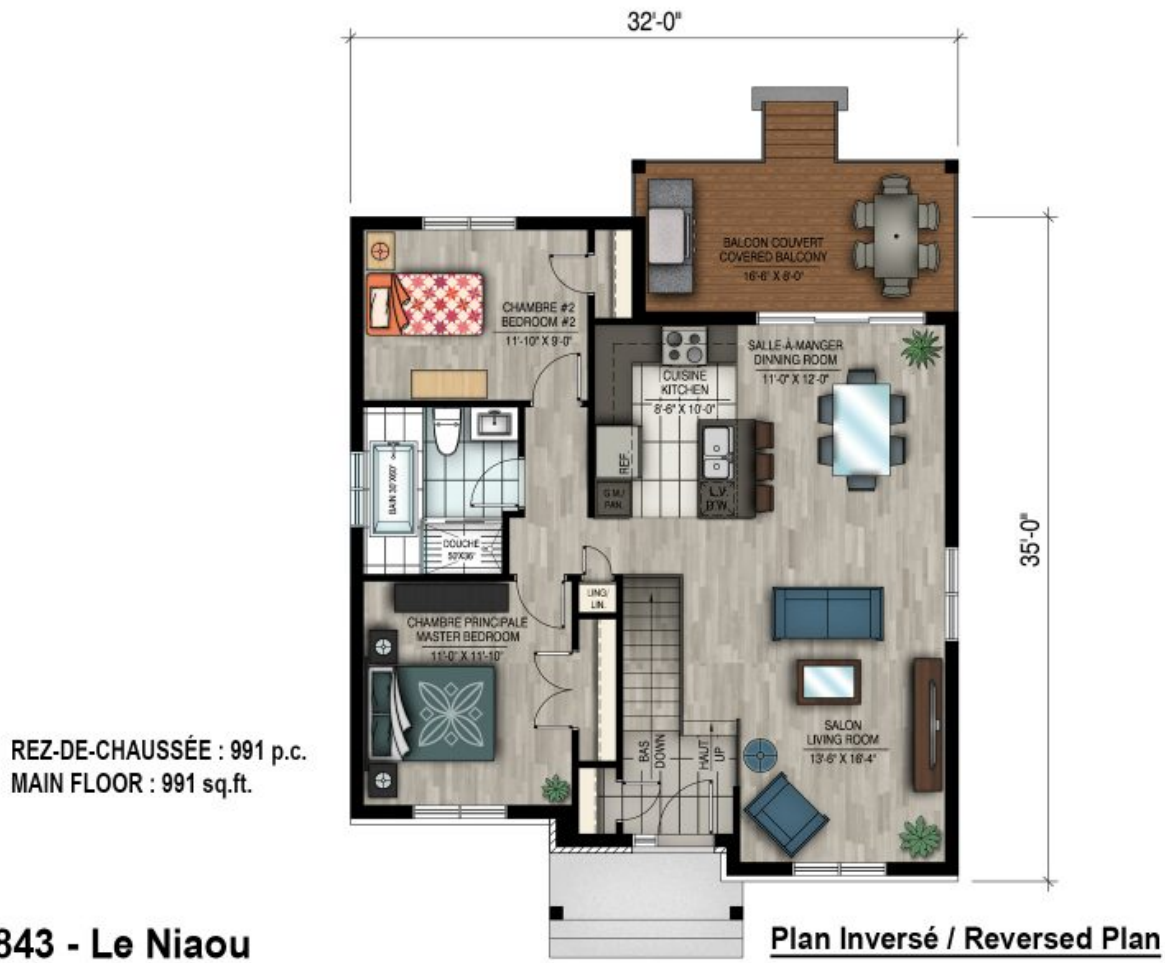 32'-0"
BALCON COUVERT
COVERED BALCONY
16'-6" X 8'-0"
CHAMBRE #2
BEDROOM #2
11'-10" X 9'-0"
SALLE-À-MANGER
DINNING ROOM
11'-0" X 12'-0"
CUISINE
KITCHEN
8'-6" X 10'-0"
REF.
G.M./
PAN.
L.V.
D.W.
BAIN 30"X60"
DOUCHE
35'-0"
LING/
LIN.
CHAMBRE PRINCIPALE
MASTER BEDROOM
11'-0" X 11'-10"
BAS
DOWN
HAUT
UP
SALON
LIVING ROOM
13'-6" X 16'-4"
REZ-DE-CHAUSSÉE : 991 p.c.
MAIN FLOOR : 991 sq.ft.
843 - Le Niaou
Plan Inversé / Reversed Plan